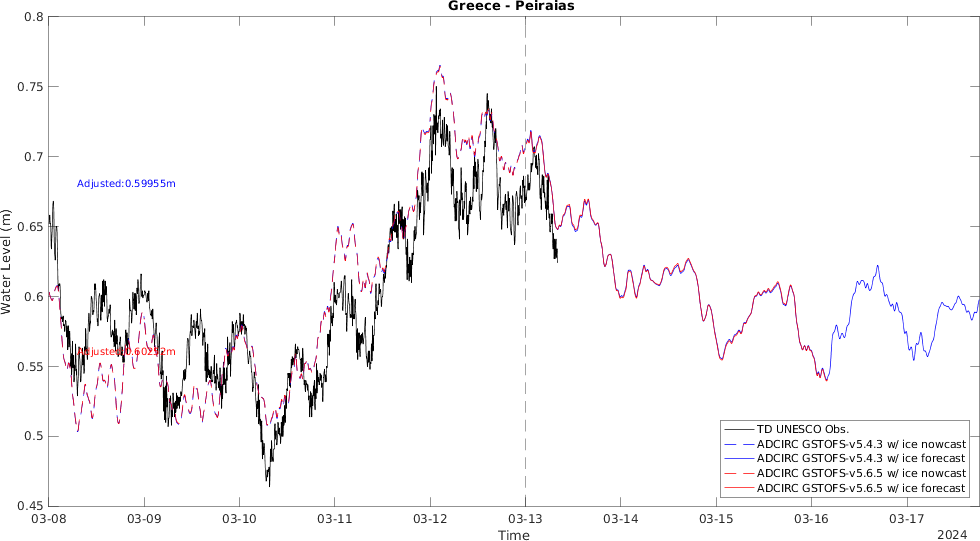 Greece - Peiraias
0.8
0.75
0.7
0.65
0.6
0.55
0.5
0.45
Water Level (m)
Adjusted:0.59955m
Adjusted:0.60252m
03-08 03-09 03-10 03-11 03-12 03-13 03-14 03-15 03-16 03-17
Time
2024
TD UNESCO Obs.
ADCIRC GSTOFS-v5.4.3 w/ ice nowcast
ADCIRC GSTOFS-v5.4.3 w/ ice forecast
ADCIRC GSTOFS-v5.6.5 w/ ice nowcast
ADCIRC GSTOFS-v5.6.5 w/ ice forecast